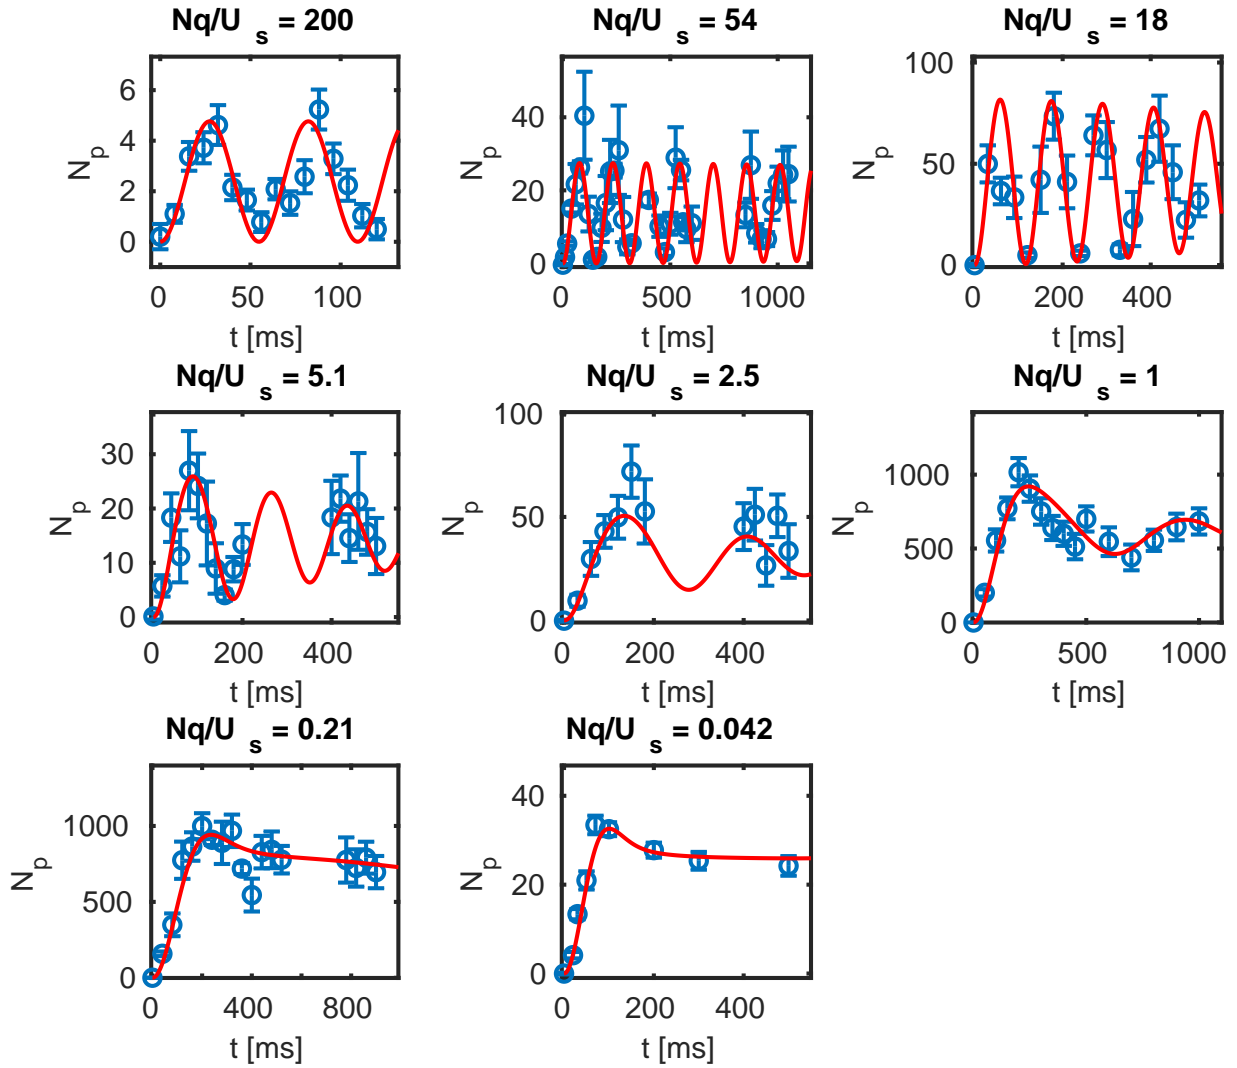 Nq/U s = 200
Nq/U s = 54
Nq/U s = 18
N p
6
4
2
0
0
50
100
t [ms]
N p
40
20
0
0
500
1000
t [ms]
N p
100
50
0
0
200
400
t [ms]
Nq/U s = 5.1
Nq/U s = 2.5
Nq/U s = 1
N p
30
20
10
0
0
200
400
t [ms]
N p
100
50
0
0
200
400
t [ms]
N p
1000
500
0
0
500
1000
t [ms]
Nq/U s = 0.21
Nq/U s = 0.042
N p
1000
500
0
0
400
800
t [ms]
N p
40
20
0
0
200
400
t [ms]